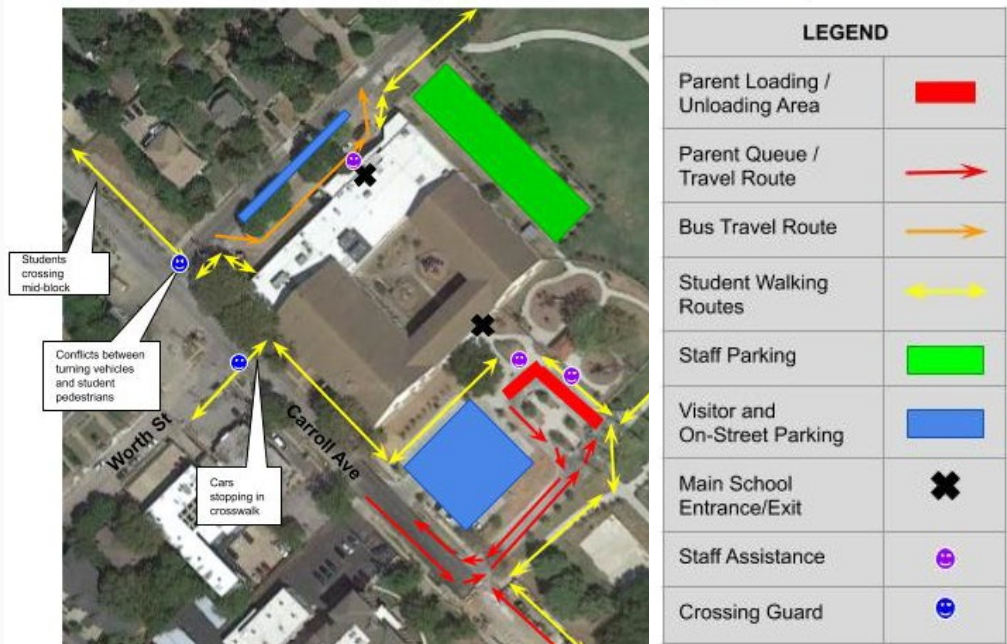 Students
crossing
mid-block
Conflicts between
turning vehicles
and student
pedestrians
Worth St
Carroll Ave
Cars
stopping in
crosswalk
LEGEND
Parent Loading /
Unloading Area
Parent Queue /
Travel Route
Bus Travel Route
Student Walking
Routes
Staff Parking
Visitor and
On-Street Parking
Main School
Entrance/Exit
Staff Assistance
Crossing Guard